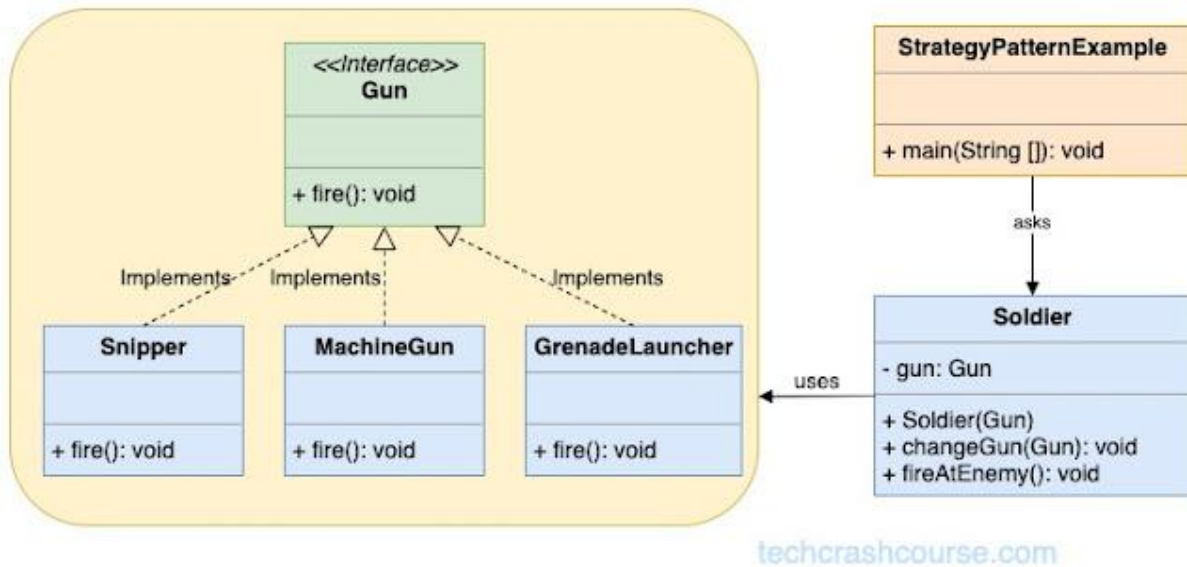 <<Interface>>
Gun
+ fire(): void
Implements
Implements
Implements
Snipper
+ fire(): void
MachineGun
+ fire(): void
GrenadeLauncher
+ fire(): void
StrategyPatternExample
+ main(String []): void
asks
uses
Soldier
- gun: Gun
+ Soldier(Gun)
+ changeGun(Gun): void
+ fireAtEnemy(): void
techcrashcourse.com